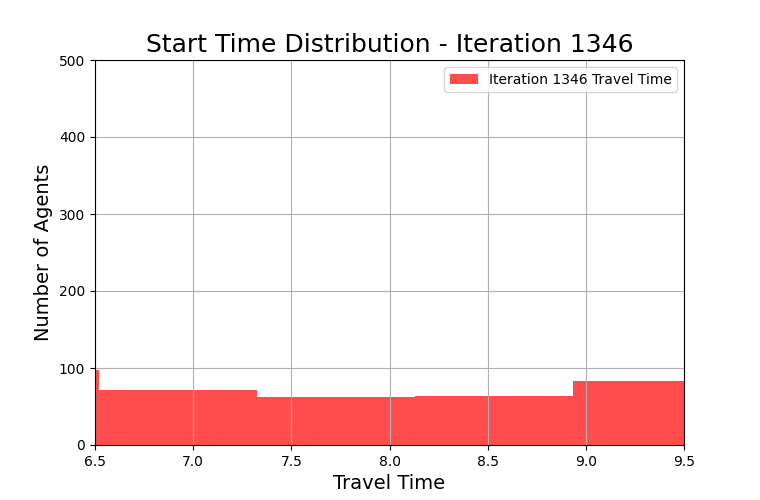 Start Time Distribution - Iteration 1346
Iteration 1346 Travel Time
Number of Agents
500
400
300
200
100
0
6.5 7.0 7.5 8.0 8.5 9.0 9.5
Travel Time